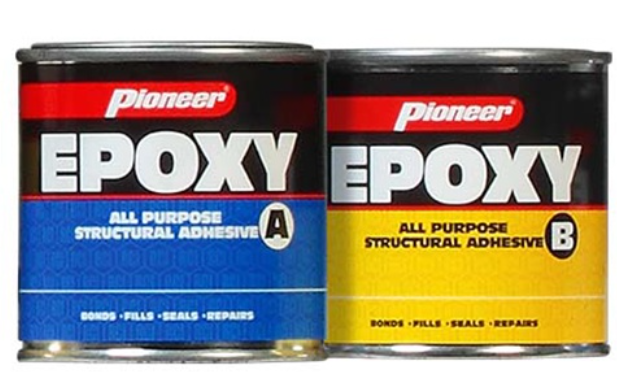 Pioneer®
EPOXY
ALL PURPOSE
STRUCTURAL ADHESIVE A
BONDS • FILLS • SEALS • REPAIRS
Pioneer®
EPOXY
ALL PURPOSE
STRUCTURAL ADHESIVE B
BONDS • FILLS • SEALS • REPAIRS